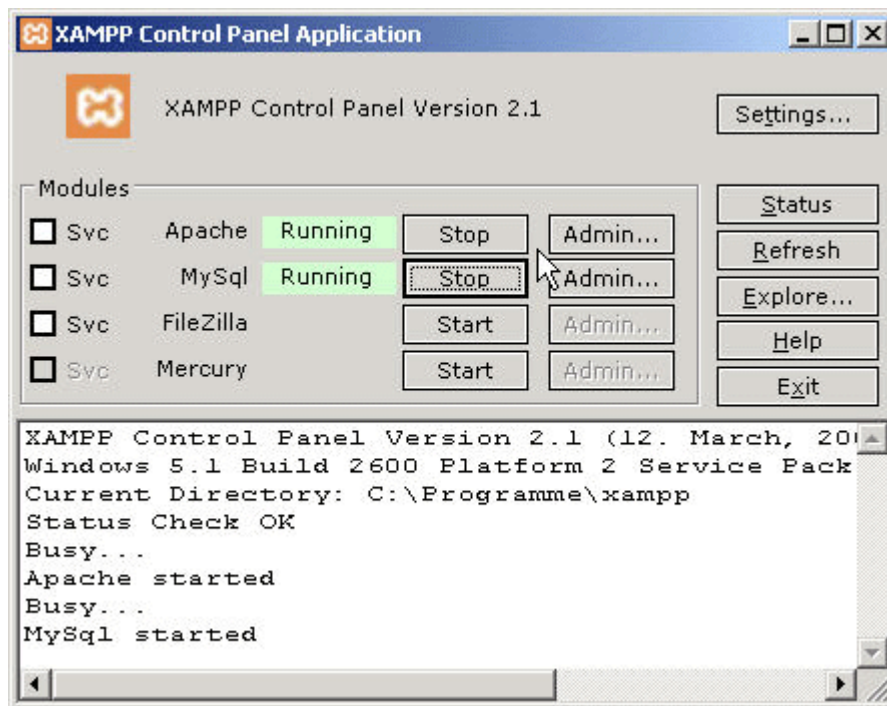 XAMPP Control Panel Application
XAMPP Control Panel Version 2.1
Settings...
Modules
Svc Apache Running Stop Admin...
Svc MySql Running Stop Admin...
Svc FileZilla Start Admin...
Svc Mercury Start Admin...
Status
Refresh
Explore...
Help
Exit
XAMPP Control Panel Version 2.1 (12. March, 20
Windows 5.1 Build 2600 Platform 2 Service Pack
Current Directory: C:\Programme\xampp
Status Check OK
Busy...
Apache started
Busy...
MySql started